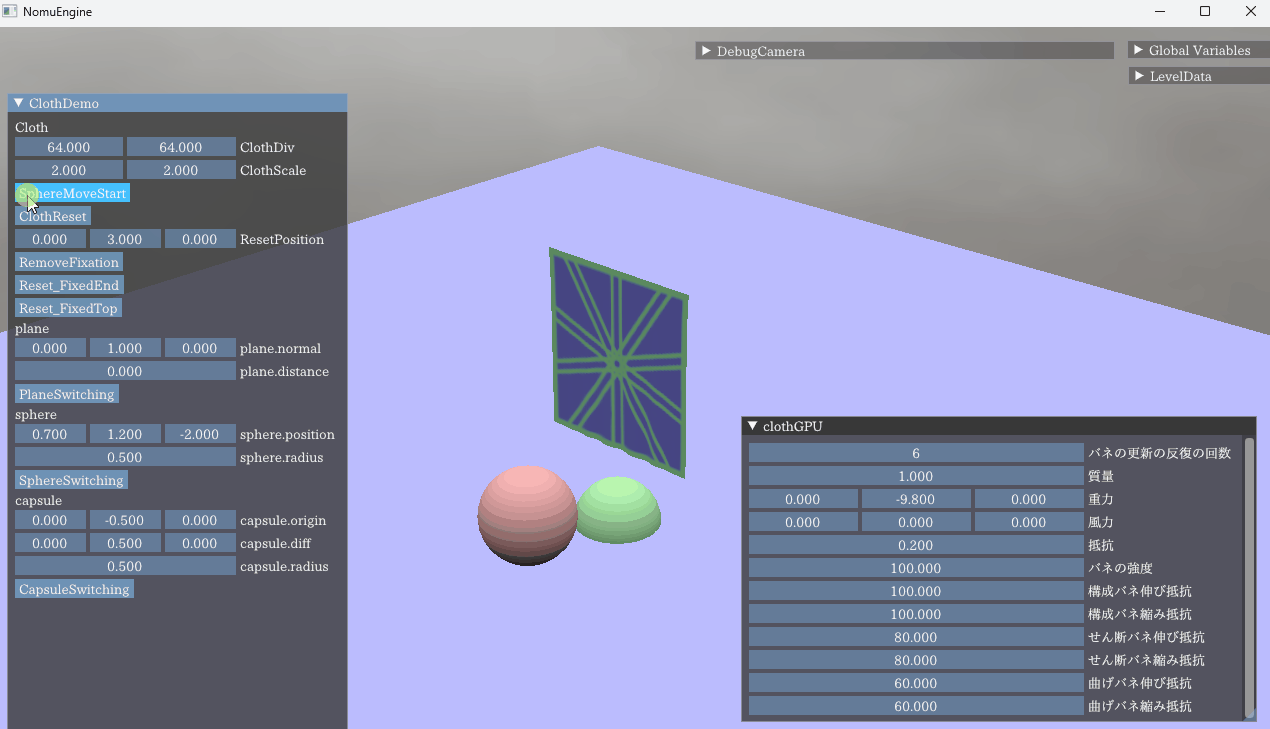 NomuEngine
DebugCamera
Global Variables
LevelData
ClothDemo
Cloth
64.000 64.000 ClothDiv
2.000 2.000 ClothScale
SphereMoveStart
ClothReset
0.000 3.000 0.000 ResetPosition
RemoveFixation
Reset_FixedEnd
Reset_FixedTop
plane
0.000 1.000 0.000 plane.normal
0.000 plane.distance
PlaneSwitching
sphere
0.700 1.200 -2.000 sphere.position
0.500 sphere.radius
SphereSwitching
capsule
0.000 -0.500 0.000 capsule.origin
0.000 0.500 0.000 capsule.diff
0.500 capsule.radius
CapsuleSwitching
clothGPU
6 バネの更新の反復の回数
1.000 質量
0.000 -9.800 0.000 重力
0.000 0.000 0.000 風力
0.200 抵抗
100.000 バネの強度
100.000 構成バネ伸び抵抗
100.000 構成バネ縮み抵抗
80.000 せん断バネ伸び抵抗
80.000 せん断バネ縮み抵抗
60.000 曲げバネ伸び抵抗
60.000 曲げバネ縮み抵抗